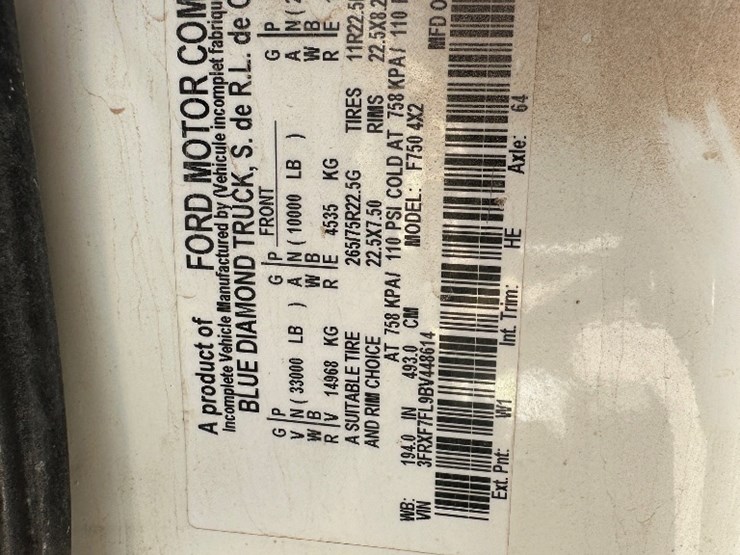 A product of FORD MOTOR COM
Incomplete Vehicle Manufactured by (Vehicule incomplet fabriqu
BLUE DIAMOND TRUCK, S. de R.L. de C
FRONT
G P G P G P
V N ( 33000 LB ) A N ( 10000 LB ) A N (
W B W B W B
R V 14968 KG R E 4535 KG R E
A SUITABLE TIRE 265/75R22.5G TIRES 11R22.5
AND RIM CHOICE 22.5X7.50 RIMS 22.5X8.2
AT 758 KPA/ 110 PSI COLD AT 758 KPA/ 110
WB: 194.0 IN 493.0 CM MODEL: F750 4X2 MFD O
VIN 3FRXF7FL9BV448614
Ext. Pnt: W1 Int. Trim: HE Axle: 64